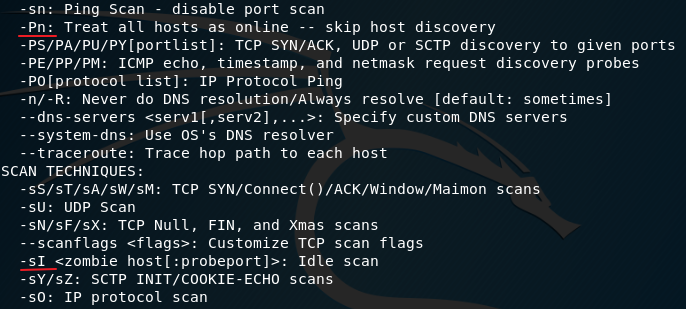 -sn: Ping Scan - disable port scan
-Pn: Treat all hosts as online -- skip host discovery
-PS/PA/PU/PY[portlist]: TCP SYN/ACK, UDP or SCTP discovery to given ports
-PE/PP/PM: ICMP echo, timestamp, and netmask request discovery probes
-PO[protocol list]: IP Protocol Ping
-n/-R: Never do DNS resolution/Always resolve [default: sometimes]
--dns-servers <serv1[,serv2],...>: Specify custom DNS servers
--system-dns: Use OS's DNS resolver
--traceroute: Trace hop path to each host
SCAN TECHNIQUES:
-sS/sT/sA/sW/sM: TCP SYN/Connect()/ACK/Window/Maimon scans
-sU: UDP Scan
-sN/sF/sX: TCP Null, FIN, and Xmas scans
--scanflags <flags>: Customize TCP scan flags
-sI <zombie host[:probeport]>: Idle scan
-sY/sZ: SCTP INIT/COOKIE-ECHO scans
-sO: IP protocol scan